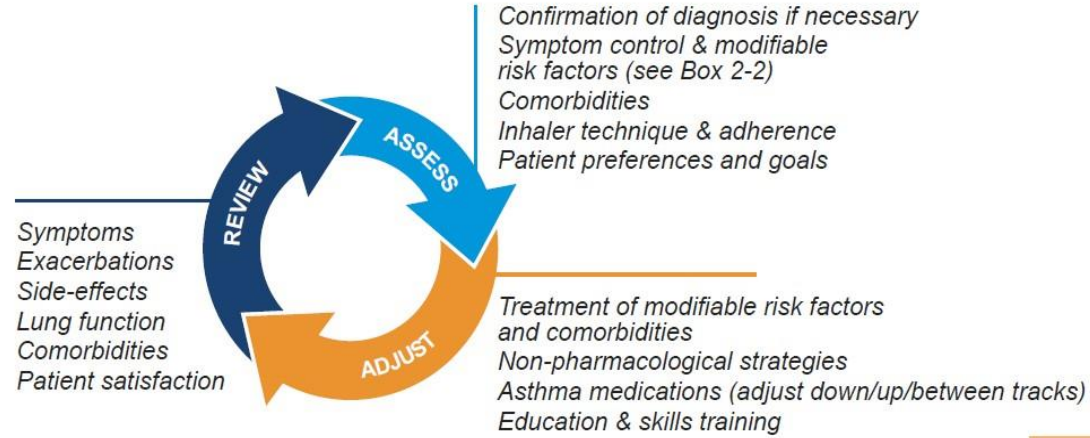 Confirmation of diagnosis if necessary
Symptom control & modifiable
risk factors (see Box 2-2)
Comorbidities
Inhaler technique & adherence
Patient preferences and goals
ASSESS
REVIEW
Symptoms
Exacerbations
Side-effects
Lung function
Comorbidities
Patient satisfaction
ADJUST
Treatment of modifiable risk factors
and comorbidities
Non-pharmacological strategies
Asthma medications (adjust down/up/between tracks)
Education & skills training